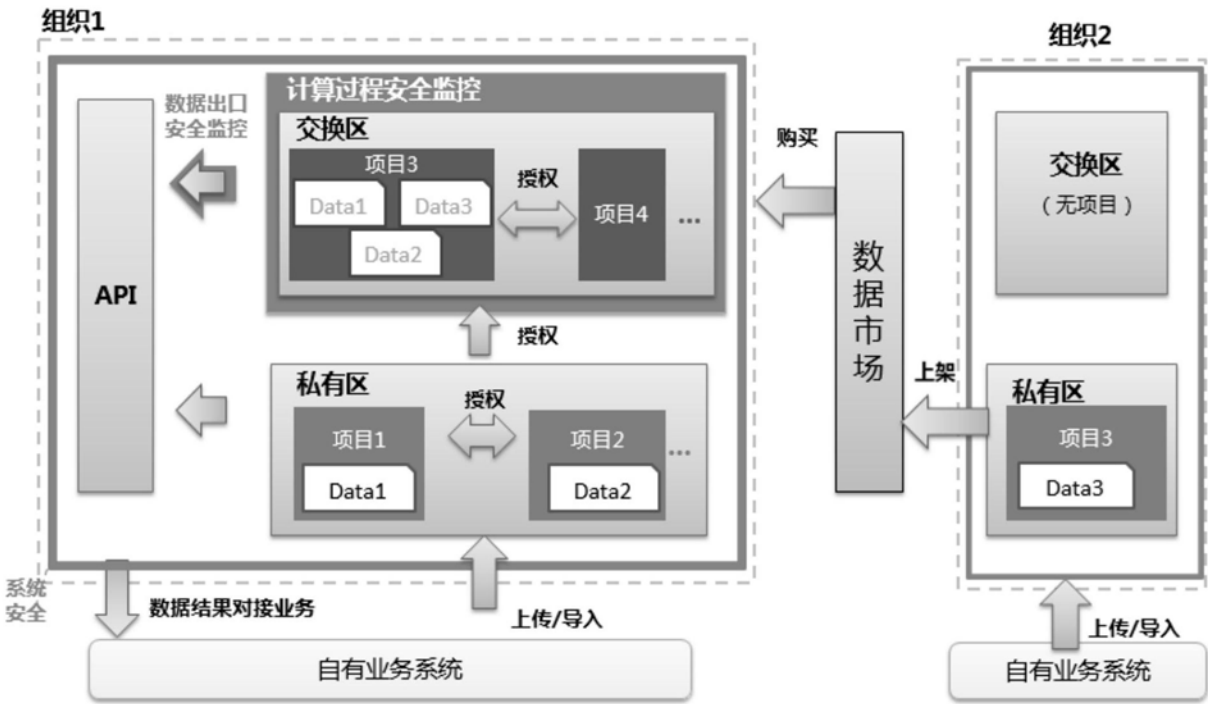 组织1
组织2
计算过程安全监控
数据出口
安全监控
交换区
项目3
Data1
Data3
Data2
授权
项目4
...
购买
交换区
（无项目）
API
数据市场
授权
私有区
授权
项目1
Data1
项目2
Data2
...
上架
私有区
项目3
Data3
系统
安全
数据结果对接业务
上传/导入
上传/导入
自有业务系统
自有业务系统